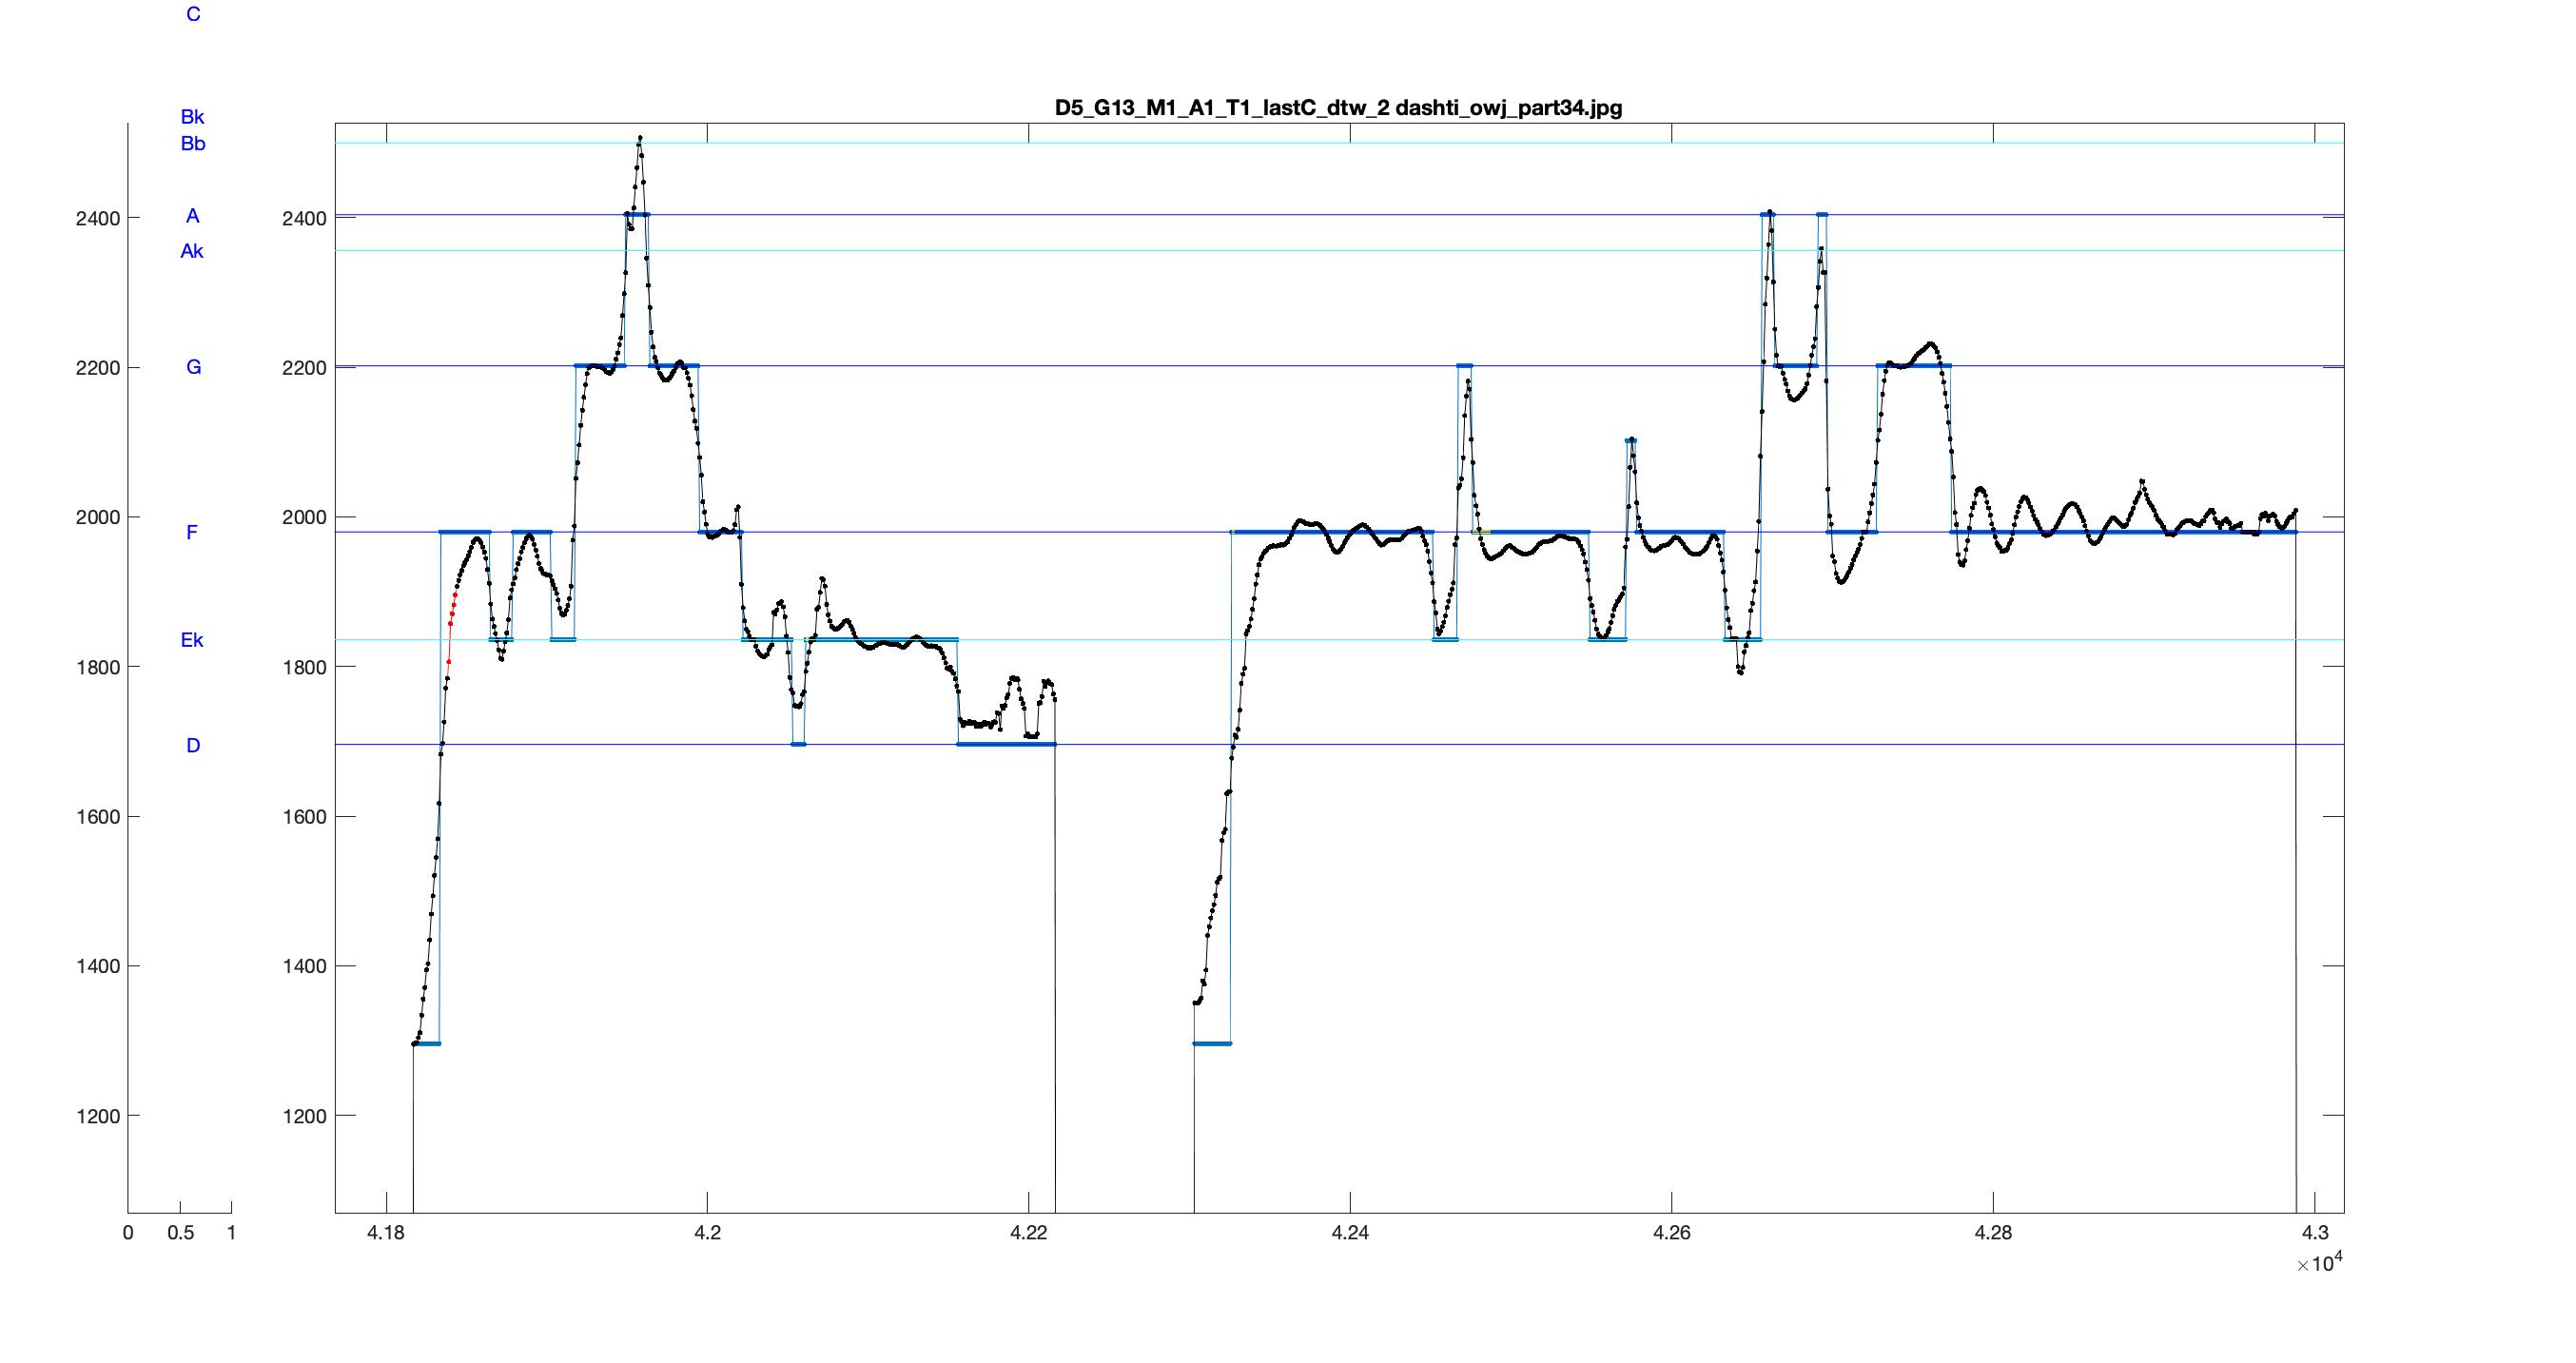 C
D5_G13_M1_A1_T1_lastC_dtw_2 dashti_owj_part34.jpg
Bk
Bb
2400 A 2400
Ak
2200 G 2200
2000 2000
F
Ek
1800 1800
D
1600 1600
1400 1400
1200 1200
0 0.5 1 4.18 4.2 4.22 4.24 4.26 4.28 4.3
×10⁴